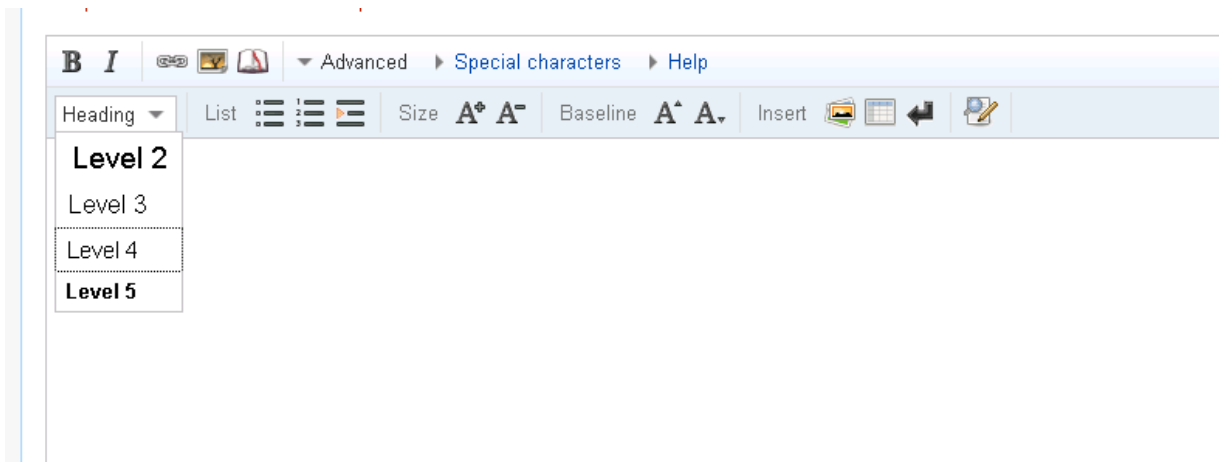 B I Advanced Special characters Help
Heading List Size A A Baseline A A Insert
Level 2
Level 3
Level 4
Level 5